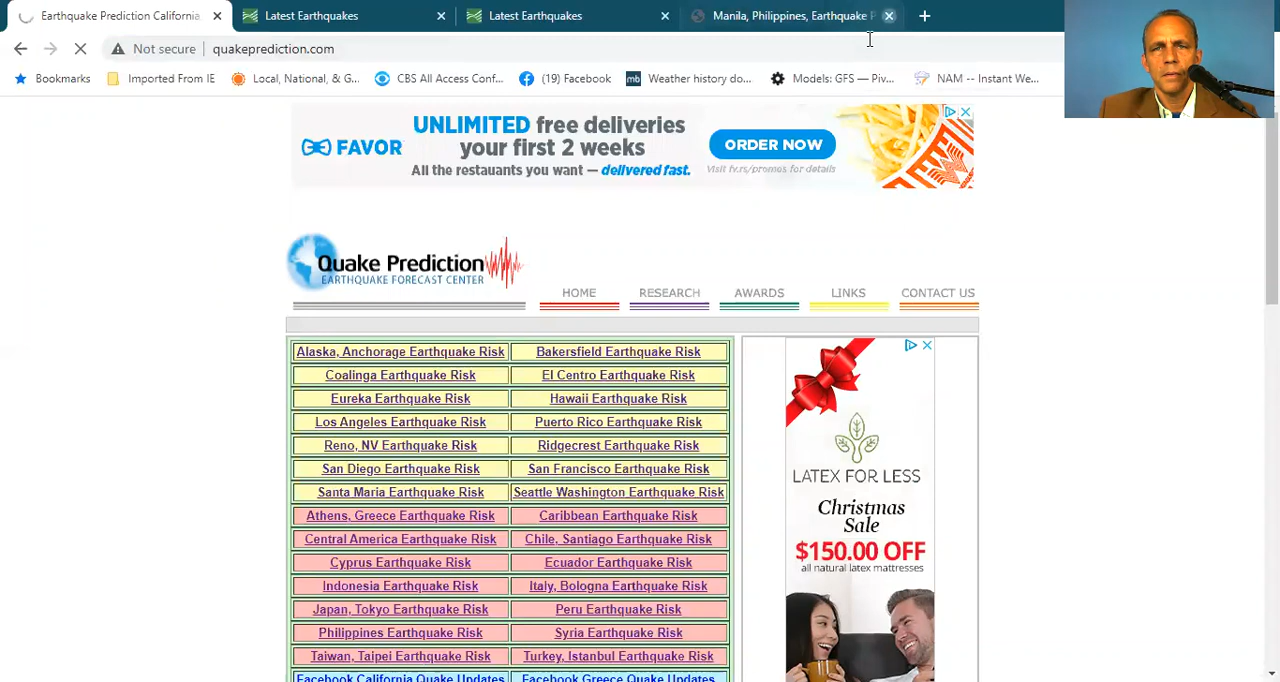 Earthquake Prediction California
Latest Earthquakes
Latest Earthquakes
Manila, Philippines, Earthquake P
Not secure
quakeprediction.com
Bookmarks
Imported From IE
Local, National, & G...
CBS All Access Conf...
(19) Facebook
mb
Weather history do...
Models: GFS — Piv...
NAM -- Instant We...
FAVOR
UNLIMITED free deliveries
your first 2 weeks
All the restauants you want — delivered fast.
ORDER NOW
Visit fv.rs/promos for details
Quake Prediction
EARTHQUAKE FORECAST CENTER
HOME
RESEARCH
AWARDS
LINKS
CONTACT US
Alaska, Anchorage Earthquake Risk
Bakersfield Earthquake Risk
Coalinga Earthquake Risk
El Centro Earthquake Risk
Eureka Earthquake Risk
Hawaii Earthquake Risk
Los Angeles Earthquake Risk
Puerto Rico Earthquake Risk
Reno, NV Earthquake Risk
Ridgecrest Earthquake Risk
San Diego Earthquake Risk
San Francisco Earthquake Risk
Santa Maria Earthquake Risk
Seattle Washington Earthquake Risk
Athens, Greece Earthquake Risk
Caribbean Earthquake Risk
Central America Earthquake Risk
Chile, Santiago Earthquake Risk
Cyprus Earthquake Risk
Ecuador Earthquake Risk
Indonesia Earthquake Risk
Italy, Bologna Earthquake Risk
Japan, Tokyo Earthquake Risk
Peru Earthquake Risk
Philippines Earthquake Risk
Syria Earthquake Risk
Taiwan, Taipei Earthquake Risk
Turkey, Istanbul Earthquake Risk
Facebook California Quake Updates
Facebook Greece Quake Updates
LATEX FOR LESS
Christmas
Sale
$150.00 OFF
all natural latex mattresses